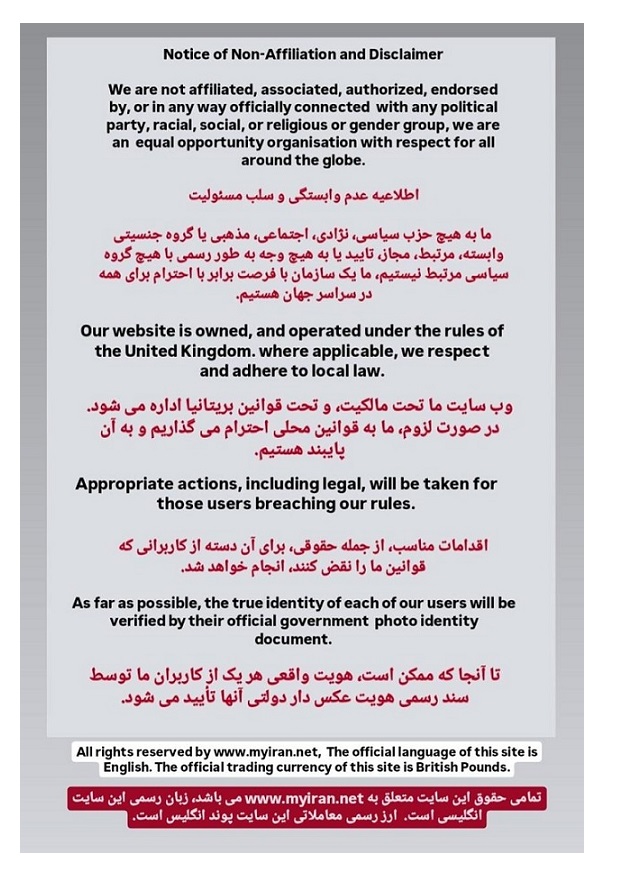 Notice of Non-Affiliation and Disclaimer
We are not affiliated, associated, authorized, endorsed
by, or in any way officially connected with any political
party, racial, social, or religious or gender group, we are
an equal opportunity organisation with respect for all
around the globe.
اطلاعیه عدم وابستگی و سلب مسئولیت
ما به هیچ حزب سیاسی، نژادی، اجتماعی، مذهبی یا گروه جنسیتی
وابسته، مرتبط، مجاز، تایید یا به هیچ وجه به طور رسمی با هیچ گروه
سیاسی مرتبط نیستیم، ما یک سازمان با فرصت برابر با احترام برای همه
در سراسر جهان هستیم.
Our website is owned, and operated under the rules of
the United Kingdom. where applicable, we respect
and adhere to local law.
وب سایت ما تحت مالکیت، و تحت قوانین بریتانیا اداره می شود.
در صورت لزوم، ما به قوانین محلی احترام می گذاریم و به آن
پایبند هستیم.
Appropriate actions, including legal, will be taken for
those users breaching our rules.
اقدامات مناسب، از جمله حقوقی، برای آن دسته از کاربرانی که
قوانین ما را نقض کنند، انجام خواهد شد.
As far as possible, the true identity of each of our users will be
verified by their official government photo identity
document.
تا آنجا که ممکن است، هویت واقعی هر یک از کاربران ما توسط
سند رسمی هویت عکس دار دولتی آنها تأیید می شود.
All rights reserved by www.myiran.net, The official language of this site is
English. The official trading currency of this site is British Pounds.
تمامی حقوق این سایت متعلق به www.myiran.net می باشد، زبان رسمی این سایت
انگلیسی است. ارز رسمی معاملاتی این سایت پوند انگلیس است.